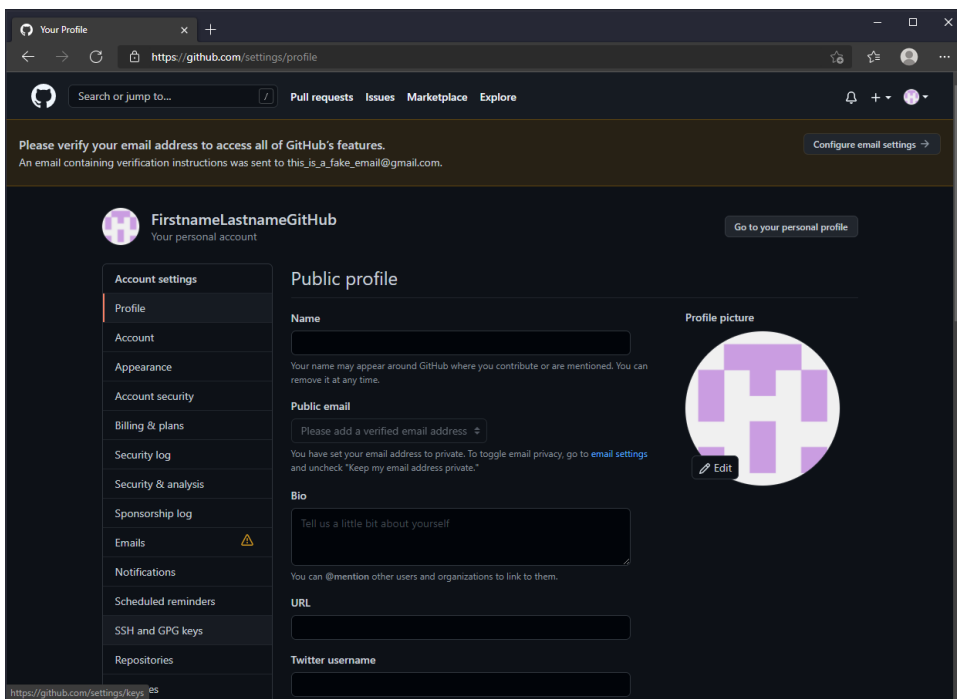 Your Profile
https://github.com/settings/profile
Search or jump to... /
Pull requests Issues Marketplace Explore
Please verify your email address to access all of GitHub's features.
An email containing verification instructions was sent to this_is_a_fake_email@gmail.com.
Configure email settings →
FirstnameLastnameGitHub
Your personal account
Go to your personal profile
Account settings
Profile
Account
Appearance
Account security
Billing & plans
Security log
Security & analysis
Sponsorship log
Emails
Notifications
Scheduled reminders
SSH and GPG keys
Repositories
Public profile
Name
Your name may appear around GitHub where you contribute or are mentioned. You can
remove it at any time.
Public email
Please add a verified email address
You have set your email address to private. To toggle email privacy, go to email settings
and uncheck "Keep my email address private."
Bio
Tell us a little bit about yourself
You can @mention other users and organizations to link to them.
URL
Twitter username
Profile picture
Edit
https://github.com/settings/keys